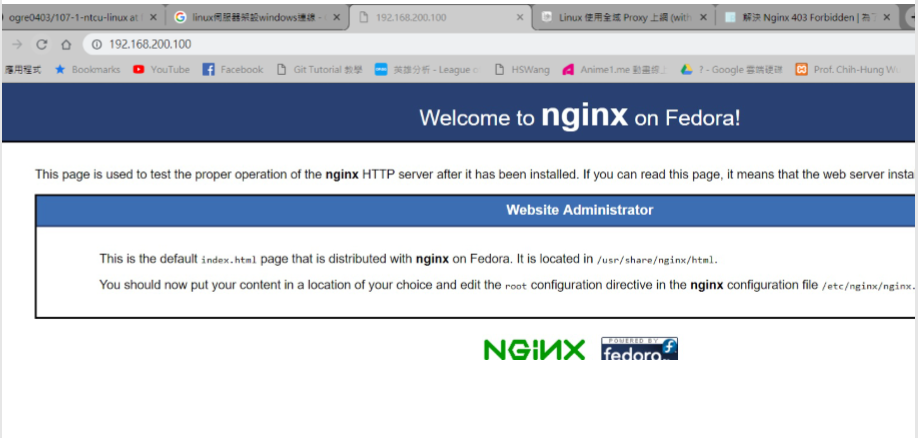 ogre0403/107-1-ntcu-linux at
linux伺服器架設windows連線 -
192.168.200.100
Linux 使用全域 Proxy 上網 (with
解決 Nginx 403 Forbidden | 為
192.168.200.100
應用程式
Bookmarks
YouTube
Facebook
Git Tutorial 教學
英雄分析 - League
HSWang
Anime1.me 動畫線上
? - Google 雲端硬碟
Prof. Chih-Hung Wu
Welcome to nginx on Fedora!
This page is used to test the proper operation of the nginx HTTP server after it has been installed. If you can read this page, it means that the web server insta
Website Administrator
This is the default index.html page that is distributed with nginx on Fedora. It is located in /usr/share/nginx/html.
You should now put your content in a location of your choice and edit the root configuration directive in the nginx configuration file /etc/nginx/nginx.
NGINX
POWERED BY
fedora